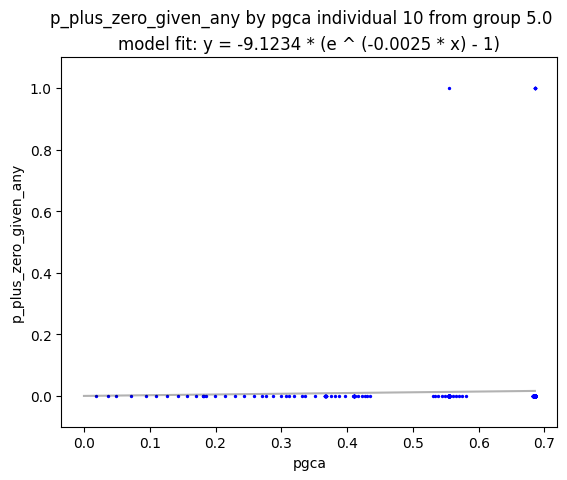 p_plus_zero_given_any by pgca individual 10 from group 5.0
model fit: y = -9.1234 * (e ^ (-0.0025 * x) - 1)
1.0
0.8
0.6
0.4
0.2
0.0
p_plus_zero_given_any
0.0 0.1 0.2 0.3 0.4 0.5 0.6 0.7
pgca